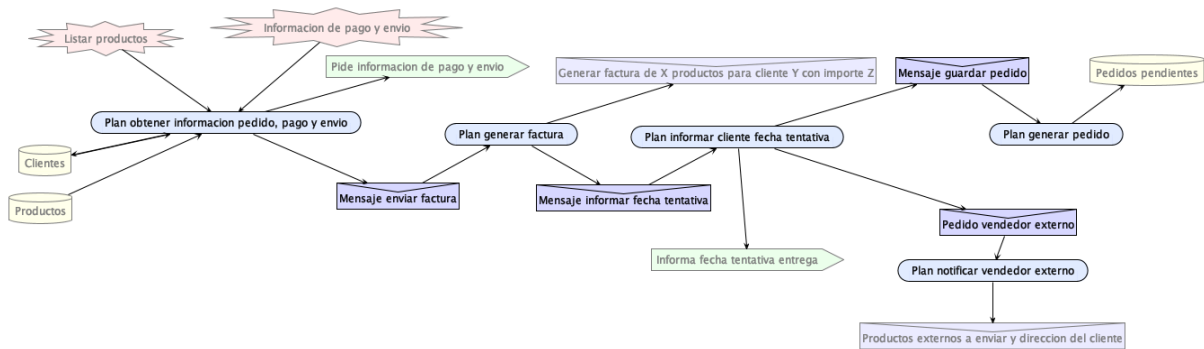 Listar productos
Informacion de pago y envio
Pide informacion de pago y envio
Generar factura de X productos para cliente Y con importe Z
Mensaje guardar pedido
Pedidos pendientes
Plan obtener informacion pedido, pago y envio
Plan generar factura
Plan informar cliente fecha tentativa
Plan generar pedido
Clientes
Productos
Mensaje enviar factura
Mensaje informar fecha tentativa
Pedido vendedor externo
Informa fecha tentativa entrega
Plan notificar vendedor externo
Productos externos a enviar y direccion del cliente